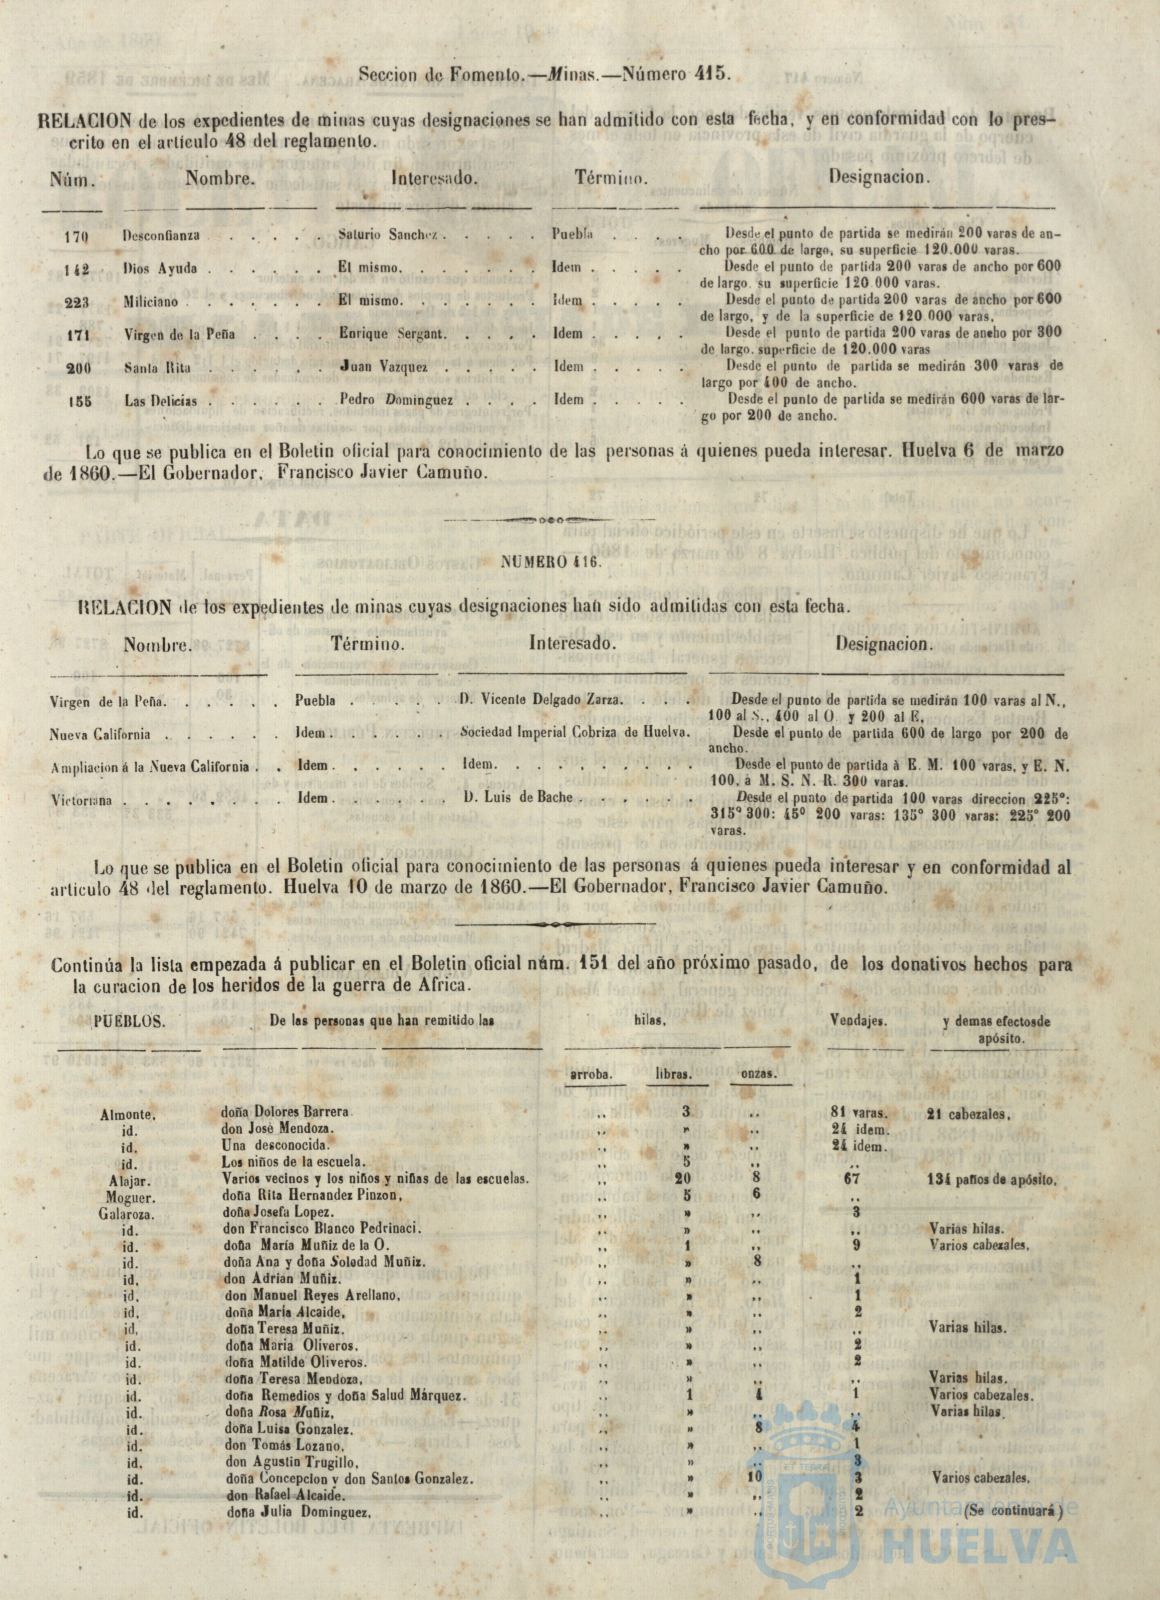 Seccion de Fomento.—Minas.—Número 415.
RELACION de los expedientes de minas cuyas designaciones se han admitido con esta fecha, y en conformidad con lo pres-
crito en el artículo 48 del reglamento.
Núm. Nombre. Interesado. Término. Designacion.
170 Desconfianza . . . . . Saturio Sanchez . . . . . Puebla . . . . Desde el punto de partida se medirán 200 varas de an-
cho por 600 de largo, su superficie 120.000 varas.
142 Dios Ayuda . . . . . . El mismo. . . . . . . Idem . . . . . Desde el punto de partida 200 varas de ancho por 600
de largo su superficie 120 000 varas.
223 Miliciano . . . . . . . El mismo. . . . . . . Idem . . . . . Desde el punto de partida 200 varas de ancho por 600
de largo, y de la superficie de 120.000 varas,
171 Virgen de la Peña . . . . Enrique Sergant. . . . . Idem . . . . . Desde el punto de partida 200 varas de ancho por 300
de largo. superficie de 120.000 varas
200 Santa Rita . . . . . . Juan Vazquez . . . . . Idem . . . . . Desde el punto de partida se medirán 300 varas de
largo por 400 de ancho.
155 Las Delicias . . . . . . Pedro Dominguez . . . . Idem . . . . . Desde el punto de partida se medirán 600 varas de lar-
go por 200 de ancho.
Lo que se publica en el Boletin oficial para conocimiento de las personas á quienes pueda interesar. Huelva 6 de marzo
de 1860.—El Gobernador, Francisco Javier Camuño.
NUMERO 416.
RELACION de los expedientes de minas cuyas designaciones han sido admitidas con esta fecha.
Nombre. Término. Interesado. Designacion.
Virgen de la Peña. . . . . . Puebla . . . . . D. Vicente Delgado Zarza. . . . Desde el punto de partida se medirán 100 varas al N.,
100 al S., 400 al O y 200 al E,
Nueva California . . . . . . Idem . . . . . . Sociedad Imperial Cobriza de Huelva. Desde el punto de partida 600 de largo por 200 de
ancho.
Ampliacion á la Nueva California . . Idem . . . . . . Idem. . . . . . . . . . Desde el punto de partida à E. M. 100 varas, y E. N.
100, à M. S. N. R. 300 varas.
Victoriana . . . . . . . . Idem . . . . . . D. Luis de Bache . . . . . . Desde el punto de partida 100 varas direccion 225°:
315° 300: 45° 200 varas: 135° 300 varas: 225° 200
varas.
Lo que se publica en el Boletin oficial para conocimiento de las personas á quienes pueda interesar y en conformidad al
articulo 48 del reglamento. Huelva 10 de marzo de 1860.—El Gobernador, Francisco Javier Camuño.
Continúa la lista empezada á publicar en el Boletin oficial núm. 151 del año próximo pasado, de los donativos hechos para
la curacion de los heridos de la guerra de Africa.
PUEBLOS. De las personas que han remitido las hilas, Vendajes. y demas efectosde
apósito.
arroba. libras. onzas.
Almonte, doña Dolores Barrera ,, 3 ,, 81 varas. 21 cabezales,
id. don José Mendoza. ,, » ,, 24 idem.
id, Una desconocida. ,, » ,, 24 idem.
id. Los niños de la escuela. ,, 5 ,, ,,
Alajar. Varios vecinos y los niños y niñas de las escuelas. ,, 20 8 67 134 paños de apósito,
Moguer. doña Rita Hernandez Pinzon, ,, 5 6 ,,
Galaroza. doña Josefa Lopez. ,, » ,, 3
id. don Francisco Blanco Pedrinaci. ,, » ,, ,, Varias hilas.
id. doña María Muñiz de la O. ,, 1 ,, 9 Varios cabezales,
id. doña Ana y doña Soledad Muñiz. ,, » 8 ,,
id, don Adrian Muñiz. ,, » ,, 1
id, don Manuel Reyes Arellano, ,, » ,, 1
id, doña María Alcaide, ,, » ,, 2
id, doña Teresa Muñiz. ,, » ,, ,, Varias hilas.
id. doña María Oliveros. ,, » ,, 2
id. doña Matilde Oliveros. ,, » ,, 2
id. doña Teresa Mendoza, ,, » ,, ,, Varias hilas.
id. doña Remedios y doña Salud Márquez. ,, 1 4 1 Varios cabezales.
id. doña Rosa Muñiz, ,, » ,, ,, Varias hilas
id. doña Luisa Gonzalez. ,, » 8 4
id. don Tomás Lozano, ,, » ,, 1
id, don Agustin Trugillo, ,, » ,, 3
id. doña Concepcion y don Santos Gonzalez. ,, » 10 3 Varios cabezales,
id. don Rafael Alcaide. ,, » ,, 2
id. doña Julia Dominguez, ,, » ,, 2 (Se continuará)
Ayuntamiento de
HUELVA